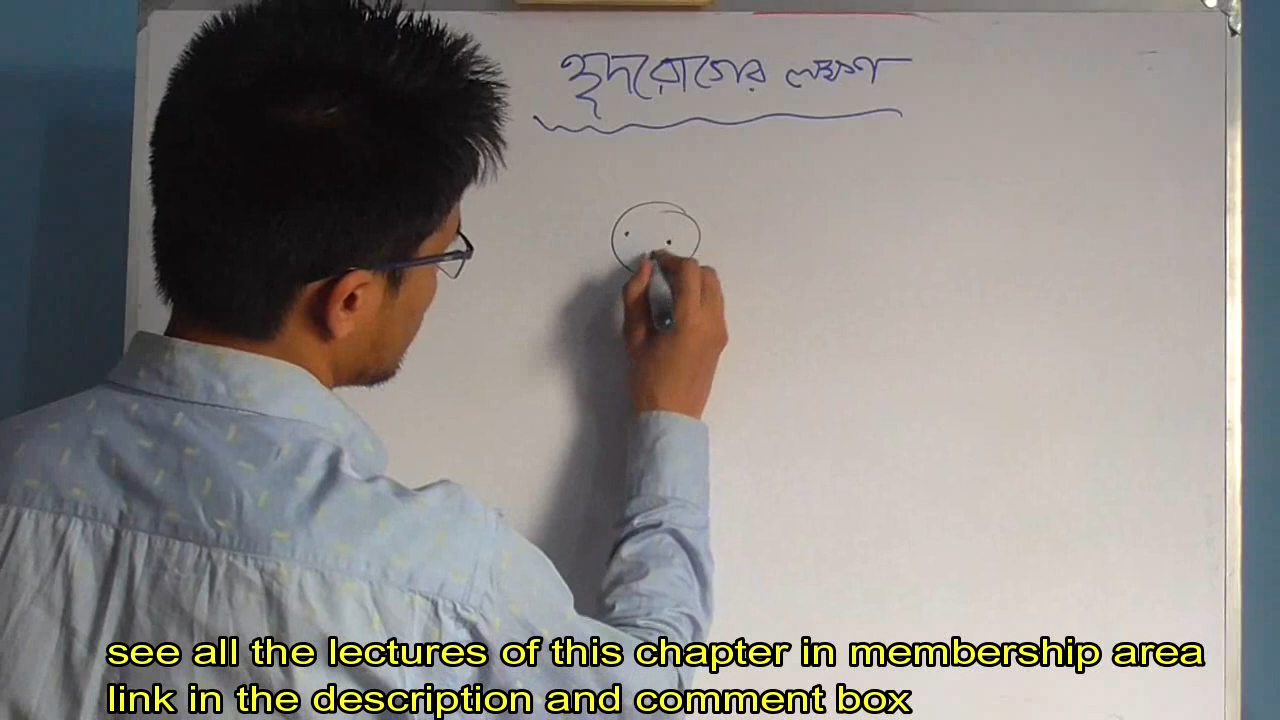 হৃদরোগের লক্ষণ
see all the lectures of this chapter in membership area
link in the description and comment box